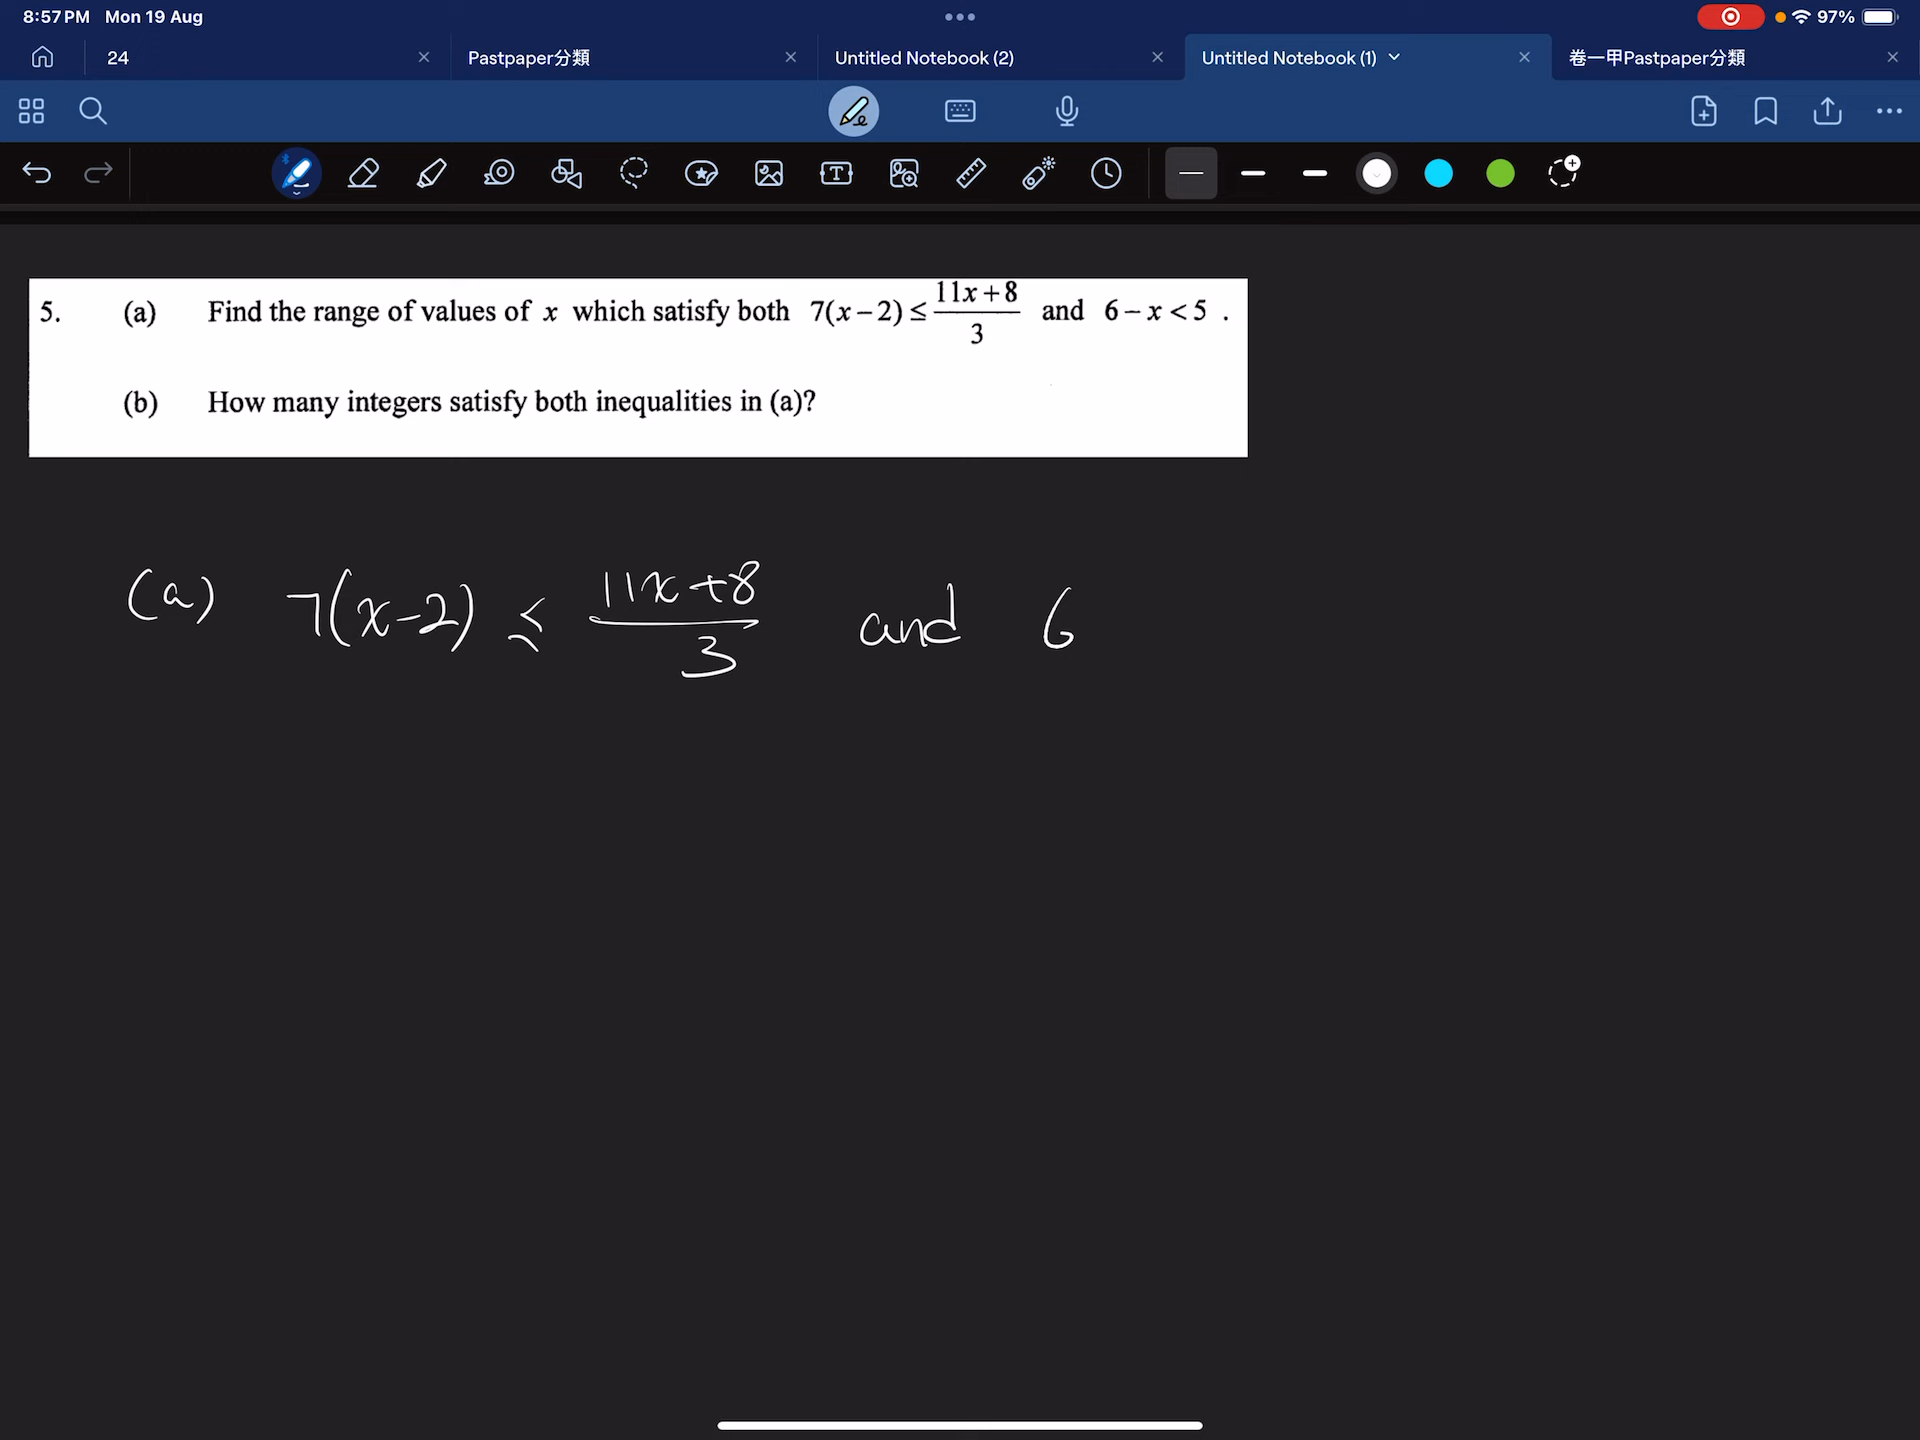 8:57 PM Mon 19 Aug 97%
24 Pastpaper分類 Untitled Notebook (2) Untitled Notebook (1) 卷一甲Pastpaper分類
5. (a) Find the range of values of x which satisfy both 7(x−2) ≤ (11x+8)/3 and 6−x<5 .
(b) How many integers satisfy both inequalities in (a)?
(a) 7(x−2) ≤ (11x+8)/3 and 6